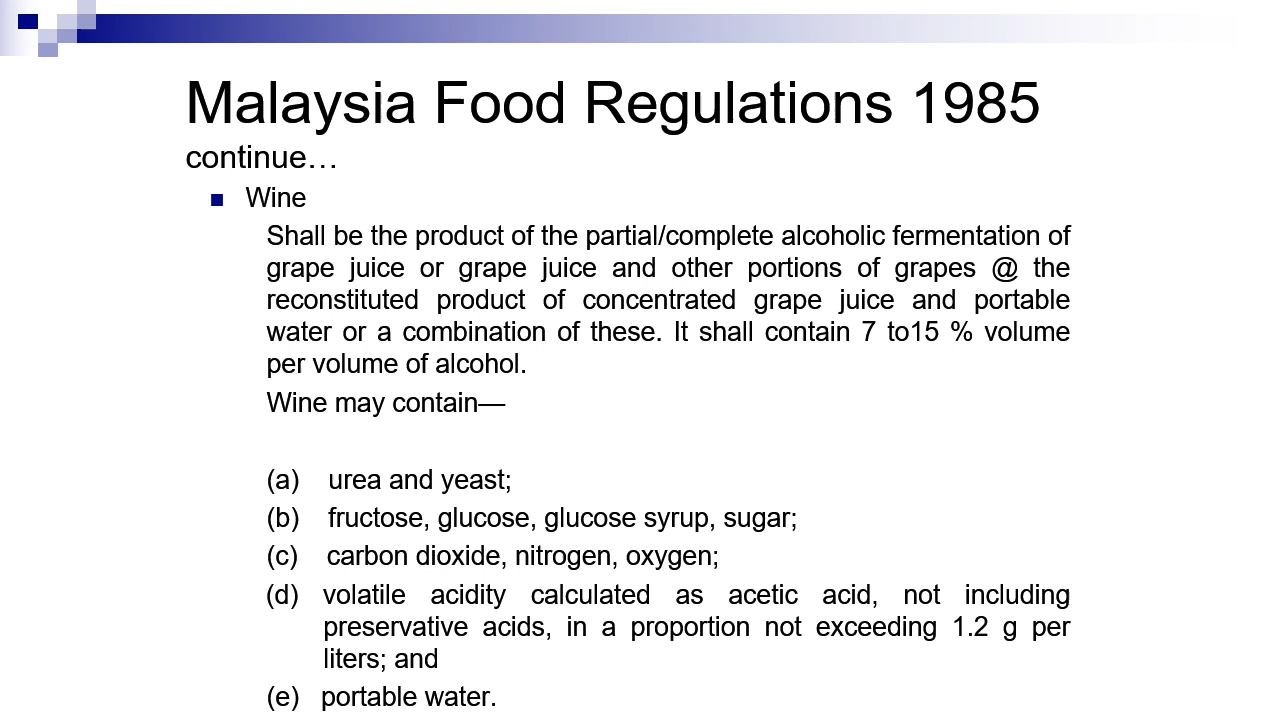 Malaysia Food Regulations 1985
continue…
Wine
Shall be the product of the partial/complete alcoholic fermentation of
grape juice or grape juice and other portions of grapes @ the
reconstituted product of concentrated grape juice and portable
water or a combination of these. It shall contain 7 to15 % volume
per volume of alcohol.
Wine may contain—
(a) urea and yeast;
(b) fructose, glucose, glucose syrup, sugar;
(c) carbon dioxide, nitrogen, oxygen;
(d) volatile acidity calculated as acetic acid, not including
preservative acids, in a proportion not exceeding 1.2 g per
liters; and
(e) portable water.